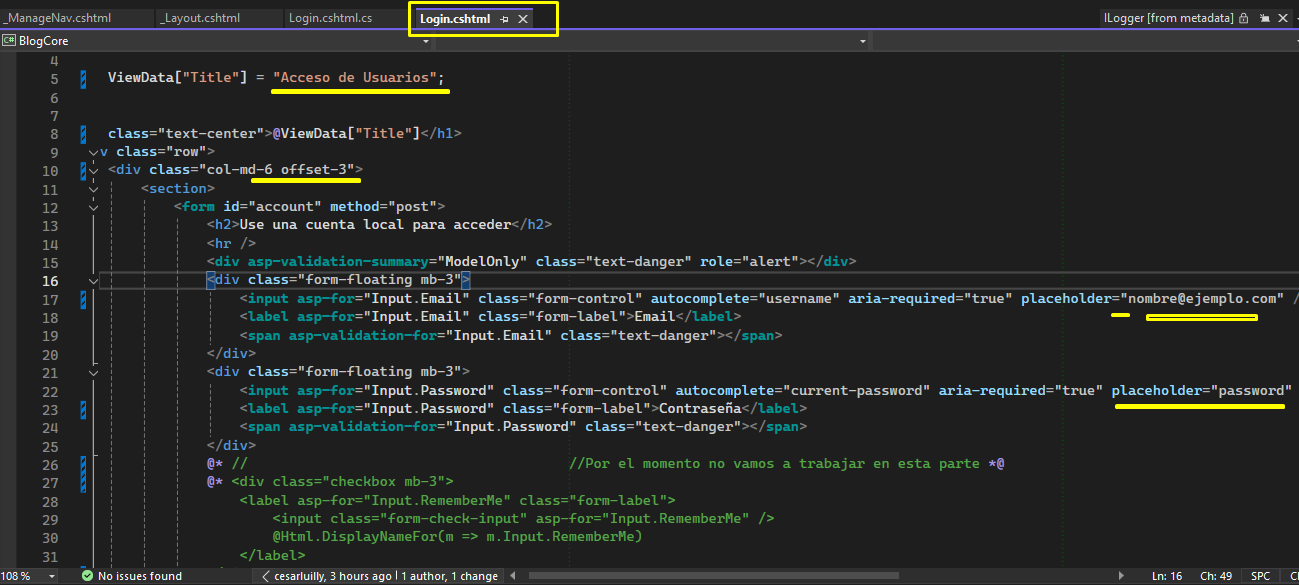 _ManageNav.cshtml _Layout.cshtml Login.cshtml.cs Login.cshtml ILogger [from metadata]
C# BlogCore
4
5 ViewData["Title"] = "Acceso de Usuarios";
6
7
8 class="text-center">@ViewData["Title"]</h1>
9 v class="row">
10 <div class="col-md-6 offset-3">
11 <section>
12 <form id="account" method="post">
13 <h2>Use una cuenta local para acceder</h2>
14 <hr />
15 <div asp-validation-summary="ModelOnly" class="text-danger" role="alert"></div>
16 <div class="form-floating mb-3">
17 <input asp-for="Input.Email" class="form-control" autocomplete="username" aria-required="true" placeholder="nombre@ejemplo.com" /
18 <label asp-for="Input.Email" class="form-label">Email</label>
19 <span asp-validation-for="Input.Email" class="text-danger"></span>
20 </div>
21 <div class="form-floating mb-3">
22 <input asp-for="Input.Password" class="form-control" autocomplete="current-password" aria-required="true" placeholder="password"
23 <label asp-for="Input.Password" class="form-label">Contraseña</label>
24 <span asp-validation-for="Input.Password" class="text-danger"></span>
25 </div>
26 @* // //Por el momento no vamos a trabajar en esta parte *@
27 @* <div class="checkbox mb-3">
28 <label asp-for="Input.RememberMe" class="form-label">
29 <input class="form-check-input" asp-for="Input.RememberMe" />
30 @Html.DisplayNameFor(m => m.Input.RememberMe)
31 </label>
108 % No issues found cesarluilly, 3 hours ago | 1 author, 1 change Ln: 16 Ch: 49 SPC